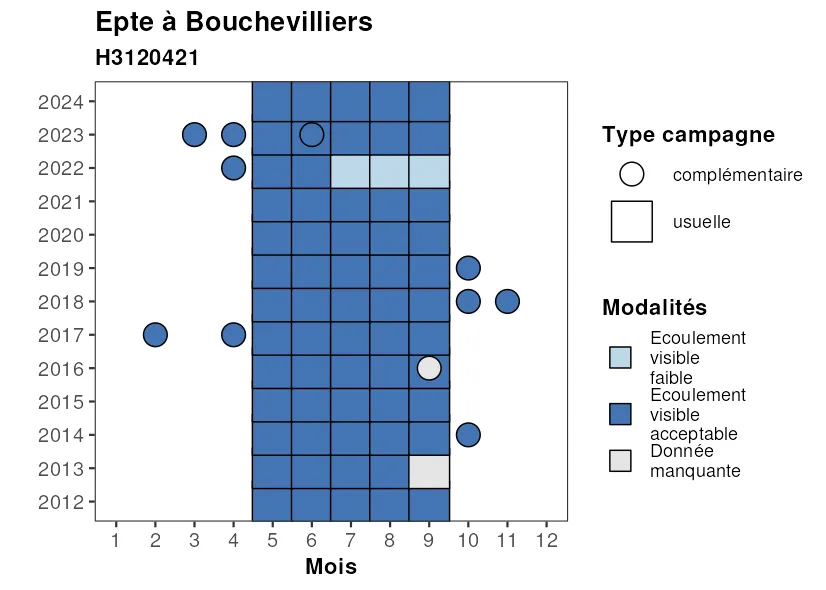 Epte à Bouchevilliers
H3120421
2024
2023
2022
2021
2020
2019
2018
2017
2016
2015
2014
2013
2012
1 2 3 4 5 6 7 8 9 10 11 12
Mois
Type campagne
complémentaire
usuelle
Modalités
Ecoulement
visible
faible
Ecoulement
visible
acceptable
Donnée
manquante